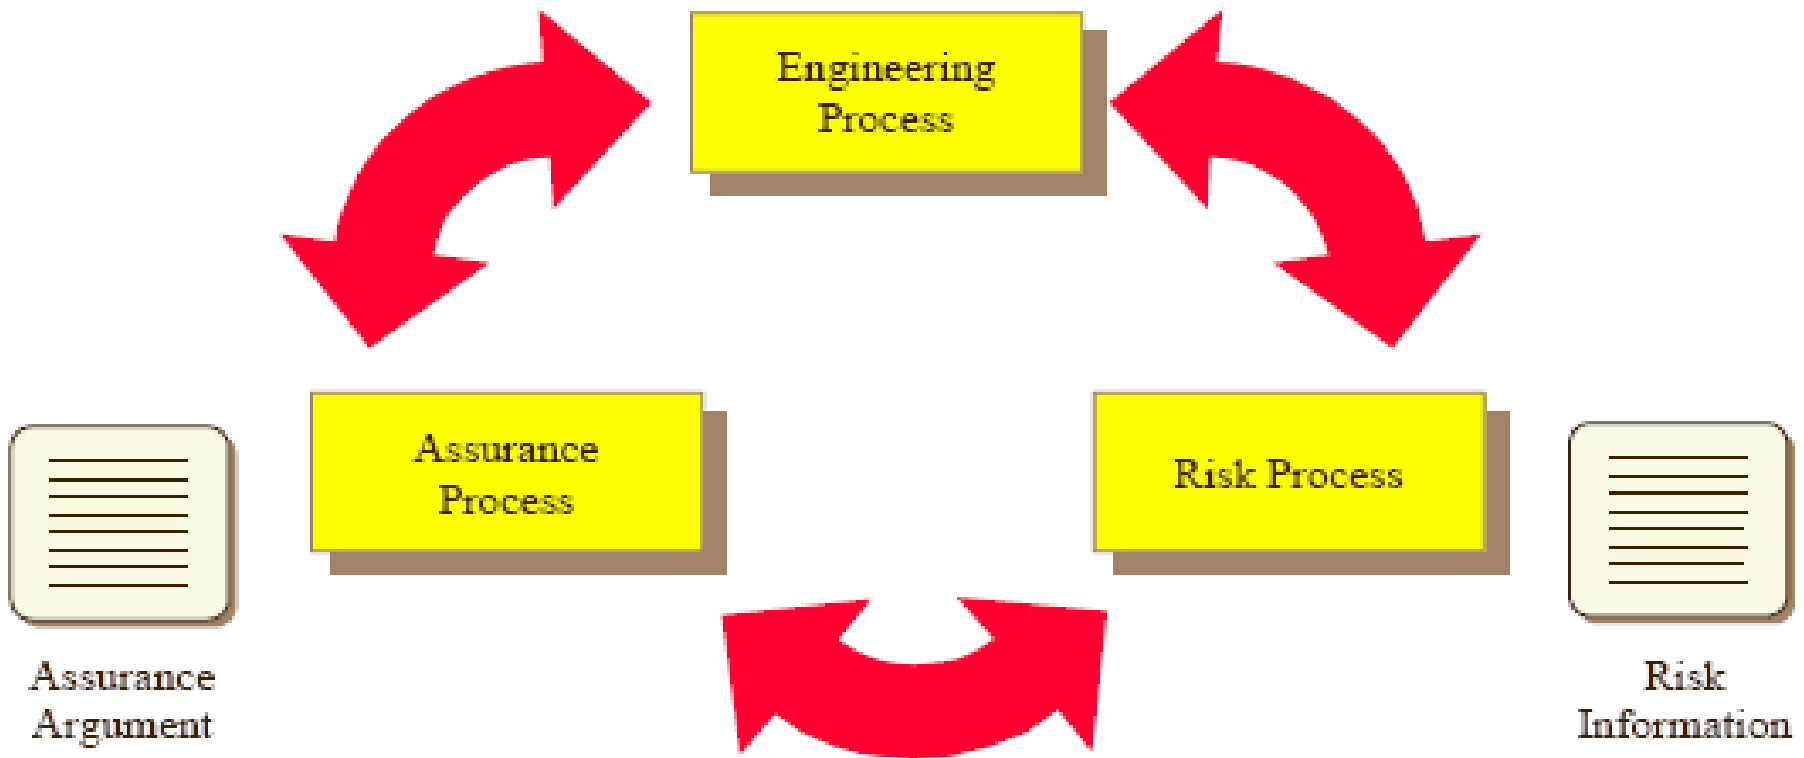 Engineering
Process
Assurance
Process
Risk Process
Assurance
Argument
Risk
Information